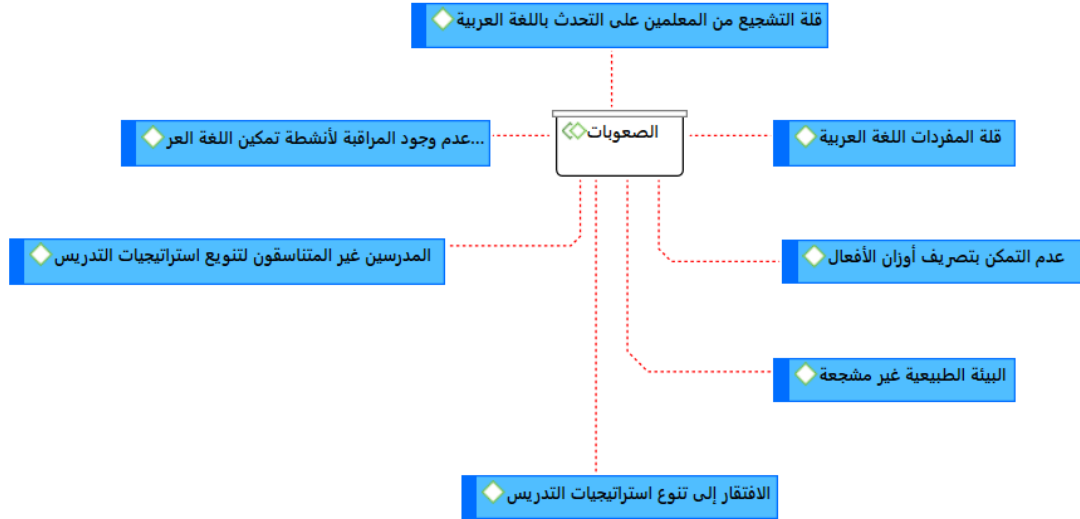 قلة التشجيع من المعلمين على التحدث باللغة العربية
الصعوبات
قلة المفردات اللغة العربية
عدم وجود المراقبة لأنشطة تمكين اللغة العر...
عدم التمكن بتصريف أوزان الأفعال
المدرسين غير المتناسقون لتنويع استراتيجيات التدريس
البيئة الطبيعية غير مشجعة
الافتقار إلى تنوع استراتيجيات التدريس